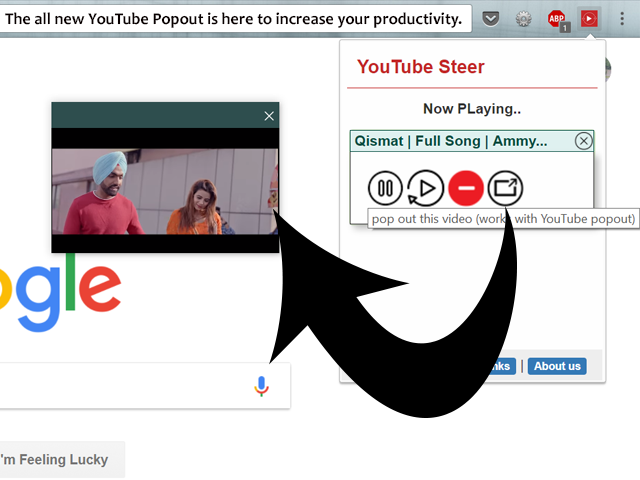 The all new YouTube Popout is here to increase your productivity.
ABP
1
YouTube Steer
Now PLaying..
Qismat | Full Song | Ammy...
pop out this video (work with YouTube popout)
ogle
nks | About us
'm Feeling Lucky